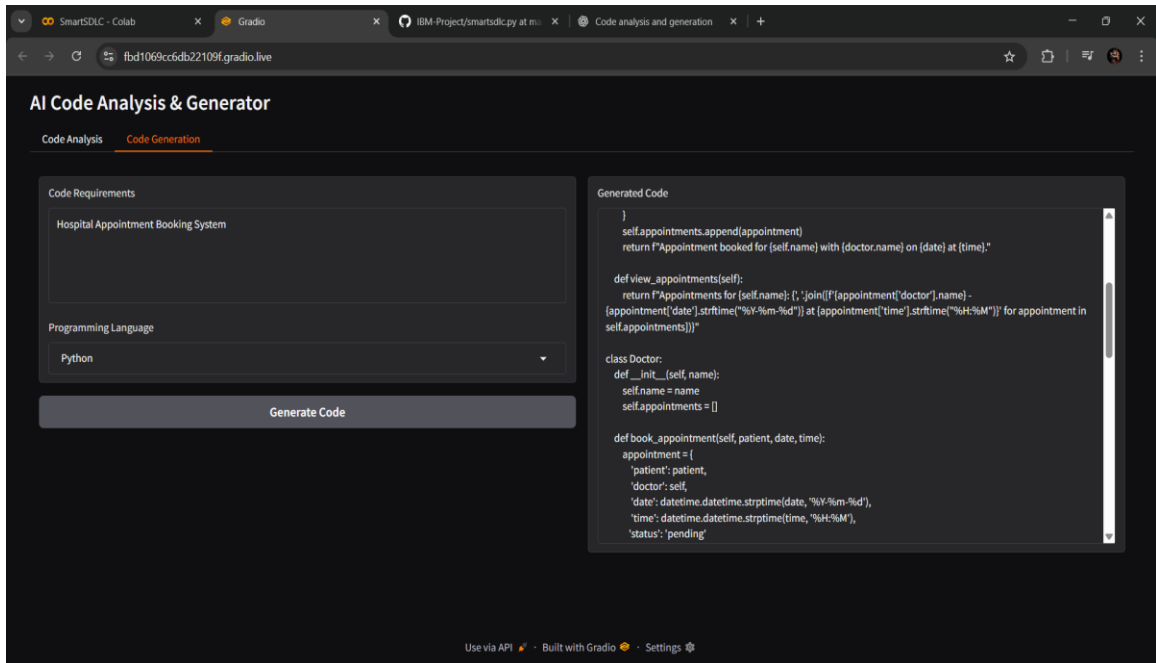 SmartSDLC - Colab
Gradio
IBM-Project/smartsdlc.py at ma
Code analysis and generation
fbd1069cc6db22109f.gradio.live
AI Code Analysis & Generator
Code Analysis
Code Generation
Code Requirements
Hospital Appointment Booking System
Programming Language
Python
Generate Code
Generated Code
}
self.appointments.append(appointment)
return f"Appointment booked for {self.name} with {doctor.name} on {date} at {time}."
def view_appointments(self):
return f"Appointments for {self.name}: {', '.join([f'{appointment['doctor'].name} -
{appointment['date'].strftime("%Y-%m-%d")} at {appointment['time'].strftime("%H:%M")}' for appointment in
self.appointments])}"
class Doctor:
def __init__(self, name):
self.name = name
self.appointments = []
def book_appointment(self, patient, date, time):
appointment = {
'patient': patient,
'doctor': self,
'date': datetime.datetime.strptime(date, '%Y-%m-%d'),
'time': datetime.datetime.strptime(time, '%H:%M'),
'status': 'pending'
Use via API · Built with Gradio · Settings